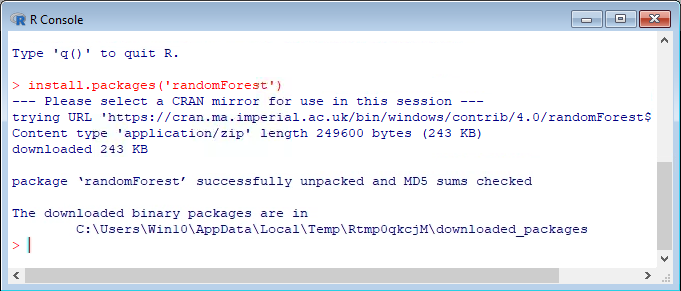 R Console
Type 'q()' to quit R.
> install.packages('randomForest')
--- Please select a CRAN mirror for use in this session ---
trying URL 'https://cran.ma.imperial.ac.uk/bin/windows/contrib/4.0/randomForest$
Content type 'application/zip' length 249600 bytes (243 KB)
downloaded 243 KB
package ‘randomForest’ successfully unpacked and MD5 sums checked
The downloaded binary packages are in
C:\Users\Win10\AppData\Local\Temp\Rtmp0qkcjM\downloaded_packages
>